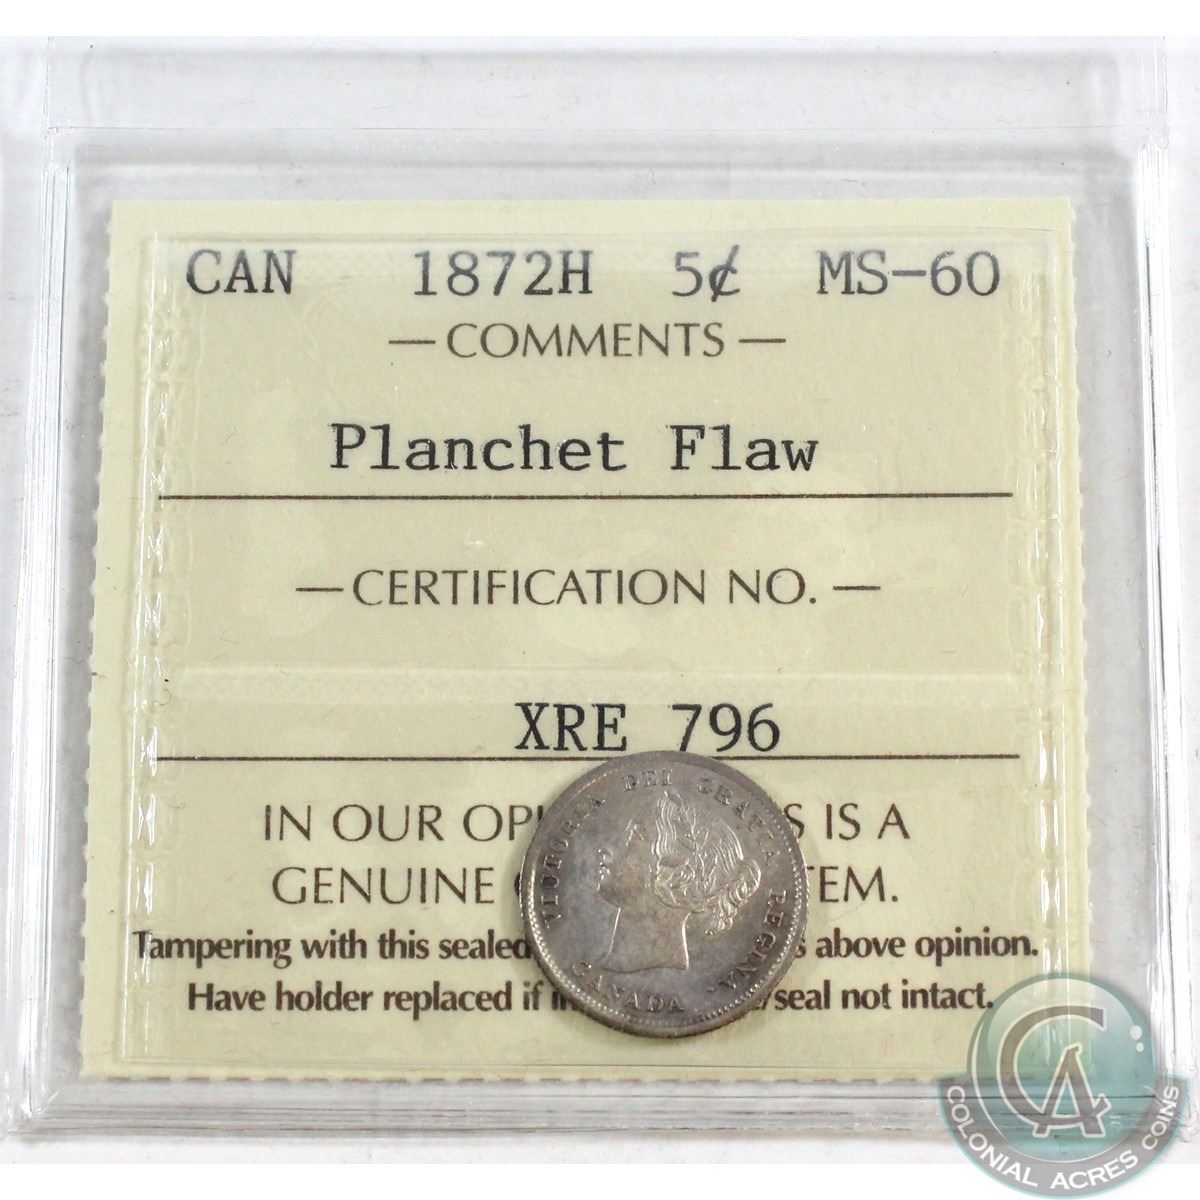 CAN 1872H 5¢ MS-60
— COMMENTS —
Planchet Flaw
— CERTIFICATION NO. —
XRE 796
IN OUR OPI S IS A
GENUINE TEM.
Tampering with this sealed s above opinion.
Have holder replaced if /seal not intact.
VICTORIA DEI GRATIA REGINA.
CANADA
CA
COLONIAL ACRES COINS